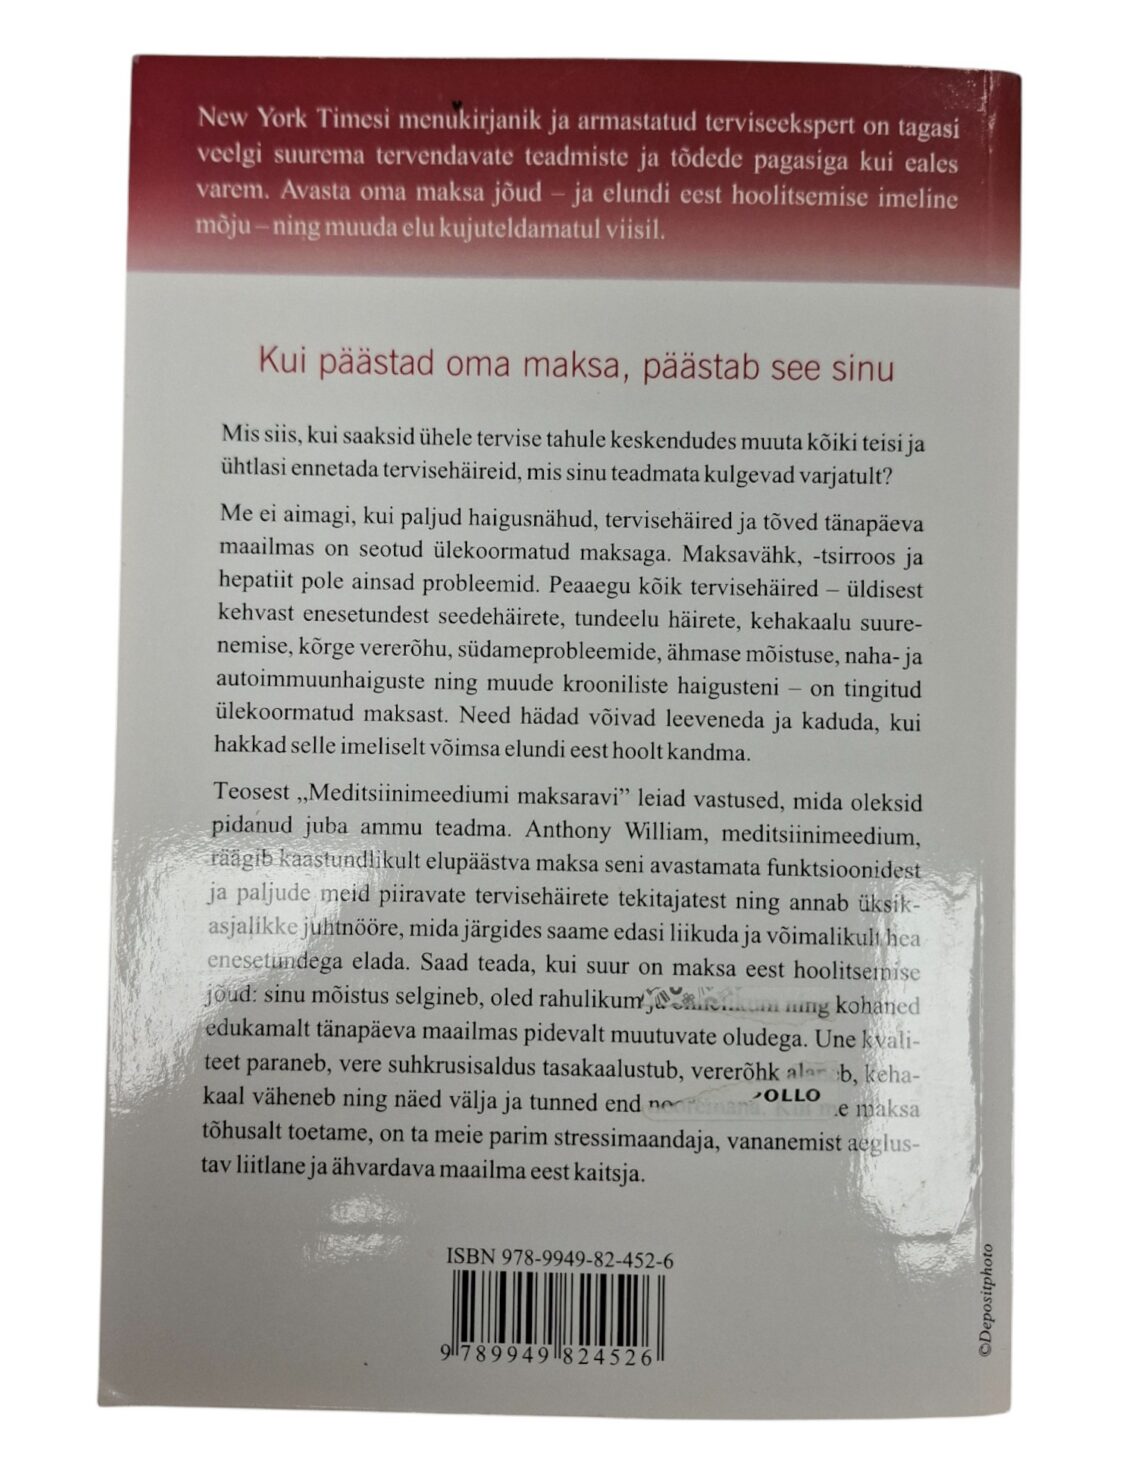 New York Timesi menukirjanik ja armastatud terviseekspert on tagasi
veelgi suurema tervendavate teadmiste ja tõdede pagasiga kui eales
varem. Avasta oma maksa jõud – ja elundi eest hoolitsemise imeline
mõju – ning muuda elu kujuteldamatul viisil.
Kui päästad oma maksa, päästab see sinu
Mis siis, kui saaksid ühele tervise tahule keskendudes muuta kõiki teisi ja
ühtlasi ennetada tervisehäireid, mis sinu teadmata kulgevad varjatult?
Me ei aimagi, kui paljud haigusnähud, tervisehäired ja tõved tänapäeva
maailmas on seotud ülekoormatud maksaga. Maksavähk, -tsirroos ja
hepatiit pole ainsad probleemid. Peaaegu kõik tervisehäired – üldisest
kehvast enesetundest seedehäirete, tundeelu häirete, kehakaalu suure-
nemise, kõrge vererõhu, südameprobleemide, ähmase mõistuse, naha- ja
autoimmuunhaiguste ning muude krooniliste haigusteni – on tingitud
ülekoormatud maksast. Need hädad võivad leeveneda ja kaduda, kui
hakkad selle imeliselt võimsa elundi eest hoolt kandma.
Teosest „Meditsiinimeediumi maksaravi” leiad vastused, mida oleksid
pidanud juba ammu teadma. Anthony William, meditsiinimeedium,
räägib kaastundlikult elupäästva maksa seni avastamata funktsioonidest
ja paljude meid piiravate tervisehäirete tekitajatest ning annab üksik-
asjalikke juhtnööre, mida järgides saame edasi liikuda ja võimalikult hea
enesetundega elada. Saad teada, kui suur on maksa eest hoolitsemise
jõud: sinu mõistus selgineb, oled rahulikum ja ning kohaned
edukamalt tänapäeva maailmas pidevalt muutuvate oludega. Une kvali-
teet paraneb, vere suhkrusisaldus tasakaalustub, vererõhk alaneb, keha-
kaal väheneb ning näed välja ja tunned end maksa
OLLO
tõhusalt toetame, on ta meie parim stressimaandaja, vananemist aeglus-
tav liitlane ja ähvardava maailma eest kaitsja.
ISBN 978-9949-82-452-6
9 789949 824526
©Depositphoto